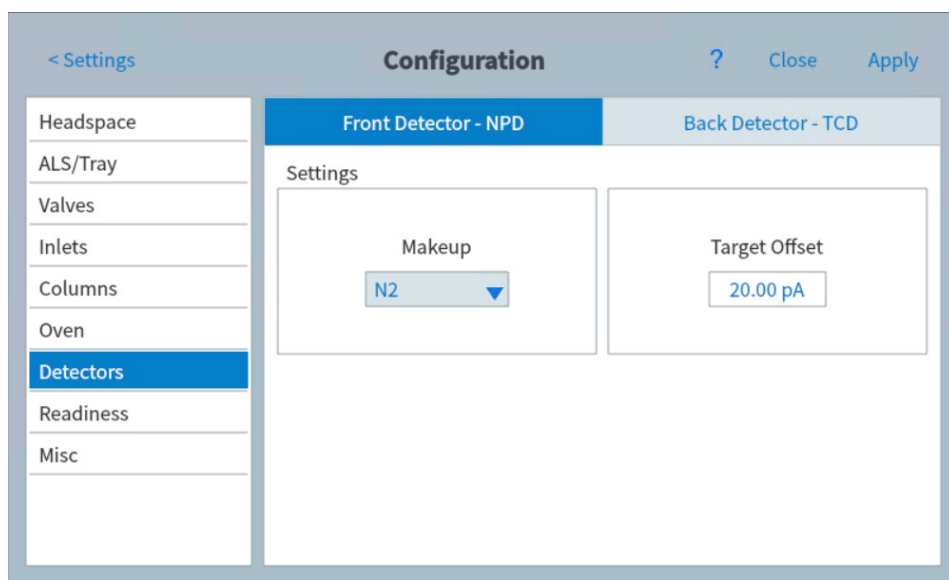 < Settings
Configuration
?
Close
Apply
Headspace
ALS/Tray
Valves
Inlets
Columns
Oven
Detectors
Readiness
Misc
Front Detector - NPD
Back Detector - TCD
Settings
Makeup
N2
Target Offset
20.00 pA